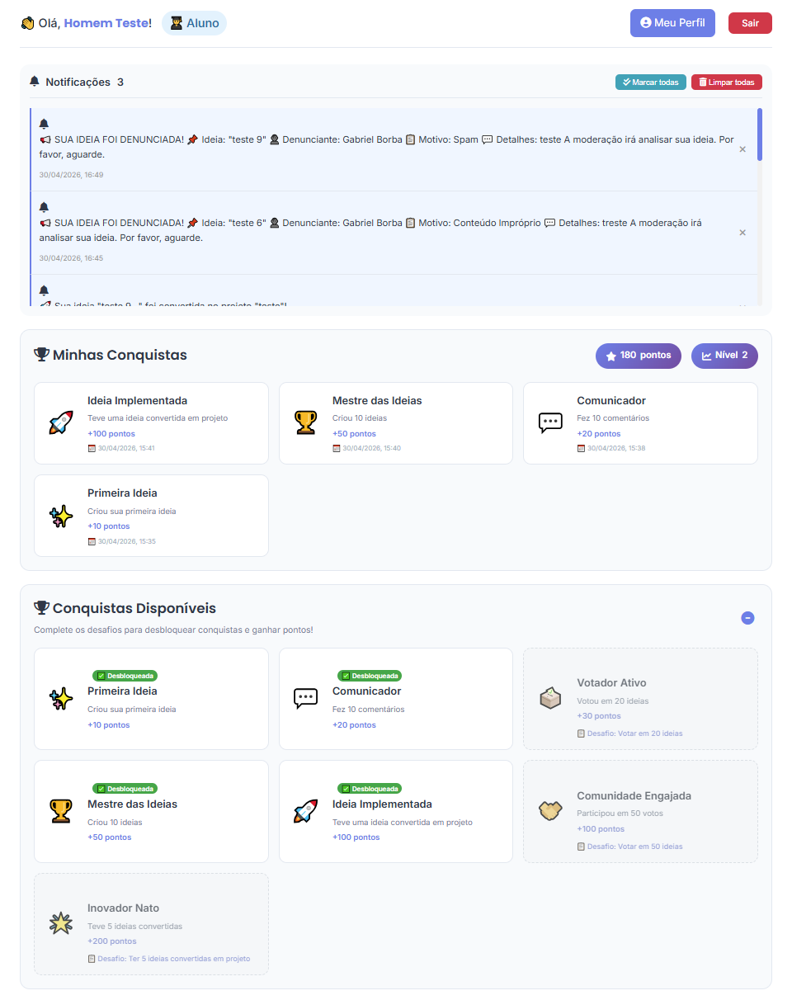 👋 Olá, Homem Teste! 👨‍🎓 Aluno
Meu Perfil
Sair
Notificações 3
Marcar todas
Limpar todas
📢 SUA IDEIA FOI DENUNCIADA! 📌 Ideia: "teste 9" 👤 Denunciante: Gabriel Borba 📋 Motivo: Spam 💬 Detalhes: teste A moderação irá analisar sua ideia. Por
favor, aguarde.
×
30/04/2026, 16:49
📢 SUA IDEIA FOI DENUNCIADA! 📌 Ideia: "teste 6" 👤 Denunciante: Gabriel Borba 📋 Motivo: Conteúdo Impróprio 💬 Detalhes: treste A moderação irá
analisar sua ideia. Por favor, aguarde.
×
30/04/2026, 16:45
🚀 Sua ideia "teste 9..." foi convertida no projeto "teste"!
Minhas Conquistas
180 pontos
Nível 2
Ideia Implementada
Teve uma ideia convertida em projeto
+100 pontos
📅 30/04/2026, 15:41
Mestre das Ideias
Criou 10 ideias
+50 pontos
📅 30/04/2026, 15:40
Comunicador
Fez 10 comentários
+20 pontos
📅 30/04/2026, 15:38
Primeira Ideia
Criou sua primeira ideia
+10 pontos
📅 30/04/2026, 15:35
Conquistas Disponíveis
Complete os desafios para desbloquear conquistas e ganhar pontos!
✅ Desbloqueada
Primeira Ideia
Criou sua primeira ideia
+10 pontos
✅ Desbloqueada
Comunicador
Fez 10 comentários
+20 pontos
Votador Ativo
Votou em 20 ideias
+30 pontos
📋 Desafio: Votar em 20 ideias
✅ Desbloqueada
Mestre das Ideias
Criou 10 ideias
+50 pontos
✅ Desbloqueada
Ideia Implementada
Teve uma ideia convertida em projeto
+100 pontos
Comunidade Engajada
Participou em 50 votos
+100 pontos
📋 Desafio: Votar em 50 ideias
Inovador Nato
Teve 5 ideias convertidas
+200 pontos
📋 Desafio: Ter 5 ideias convertidas em projeto